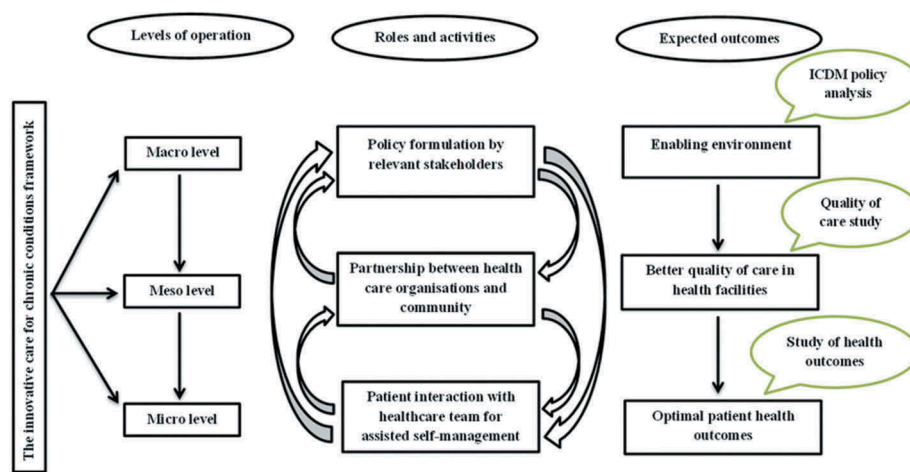 Levels of operation
Roles and activities
Expected outcomes
ICDM policy
analysis
The innovative care for chronic conditions framework
Macro level
Policy formulation by
relevant stakeholders
Enabling environment
Quality of
care study
Meso level
Partnership between health
care organisations and
community
Better quality of care in
health facilities
Study of health
outcomes
Micro level
Patient interaction with
healthcare team for
assisted self-management
Optimal patient health
outcomes